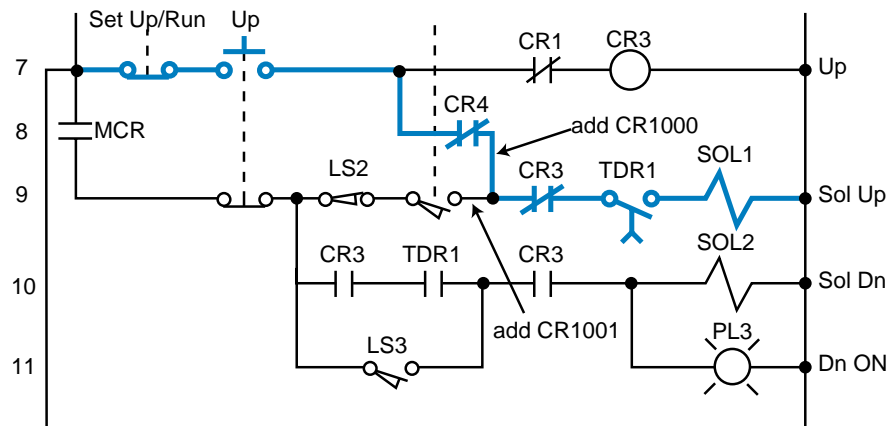 Set Up/Run Up
7 CR1 CR3 Up
CR4
8 MCR add CR1000
LS2 CR3 TDR1 SOL1
9 Sol Up
CR3 TDR1 CR3 SOL2
10 Sol Dn
add CR1001 PL3
11 LS3 Dn ON